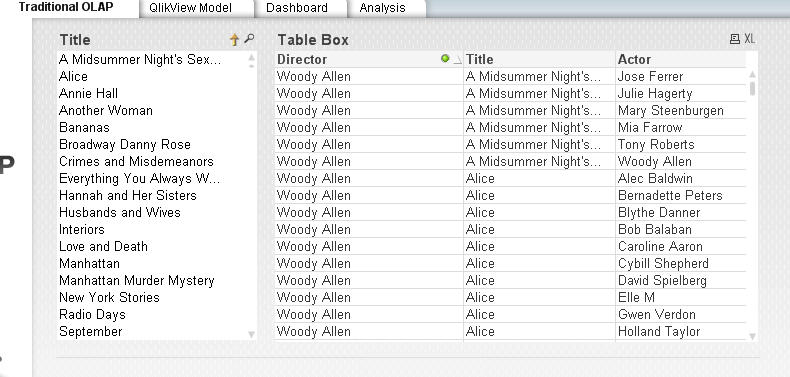 Traditional OLAP QlikView Model Dashboard Analysis
Title
A Midsummer Night's Sex...
Alice
Annie Hall
Another Woman
Bananas
Broadway Danny Rose
Crimes and Misdemeanors
Everything You Always W...
Hannah and Her Sisters
Husbands and Wives
Interiors
Love and Death
Manhattan
Manhattan Murder Mystery
New York Stories
Radio Days
September
Table Box XL
Director Title Actor
Woody Allen A Midsummer Night's... Jose Ferrer
Woody Allen A Midsummer Night's... Julie Hagerty
Woody Allen A Midsummer Night's... Mary Steenburgen
Woody Allen A Midsummer Night's... Mia Farrow
Woody Allen A Midsummer Night's... Tony Roberts
Woody Allen A Midsummer Night's... Woody Allen
Woody Allen Alice Alec Baldwin
Woody Allen Alice Bernadette Peters
Woody Allen Alice Blythe Danner
Woody Allen Alice Bob Balaban
Woody Allen Alice Caroline Aaron
Woody Allen Alice Cybill Shepherd
Woody Allen Alice David Spielberg
Woody Allen Alice Elle M
Woody Allen Alice Gwen Verdon
Woody Allen Alice Holland Taylor
P